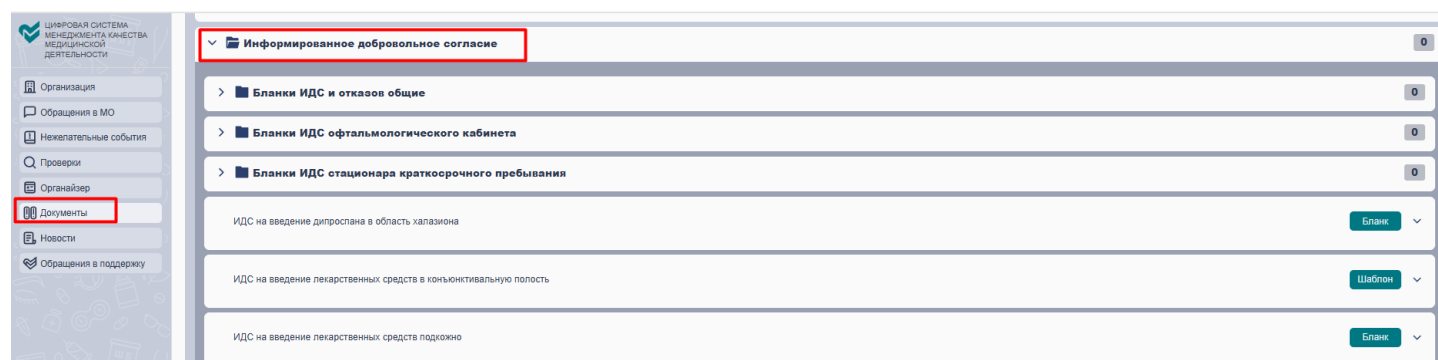 ЦИФРОВАЯ СИСТЕМА
МЕНЕДЖМЕНТА КАЧЕСТВА
МЕДИЦИНСКОЙ
ДЕЯТЕЛЬНОСТИ
Организация
Обращения в МО
Нежелательные события
Проверки
Органайзер
Документы
Новости
Обращения в поддержку
Информированное добровольное согласие 0
Бланки ИДС и отказов общие 0
Бланки ИДС офтальмологического кабинета 0
Бланки ИДС стационара краткосрочного пребывания 0
ИДС на введение дипроспана в область халазиона Бланк
ИДС на введение лекарственных средств в конъюнктивальную полость Шаблон
ИДС на введение лекарственных средств подкожно Бланк